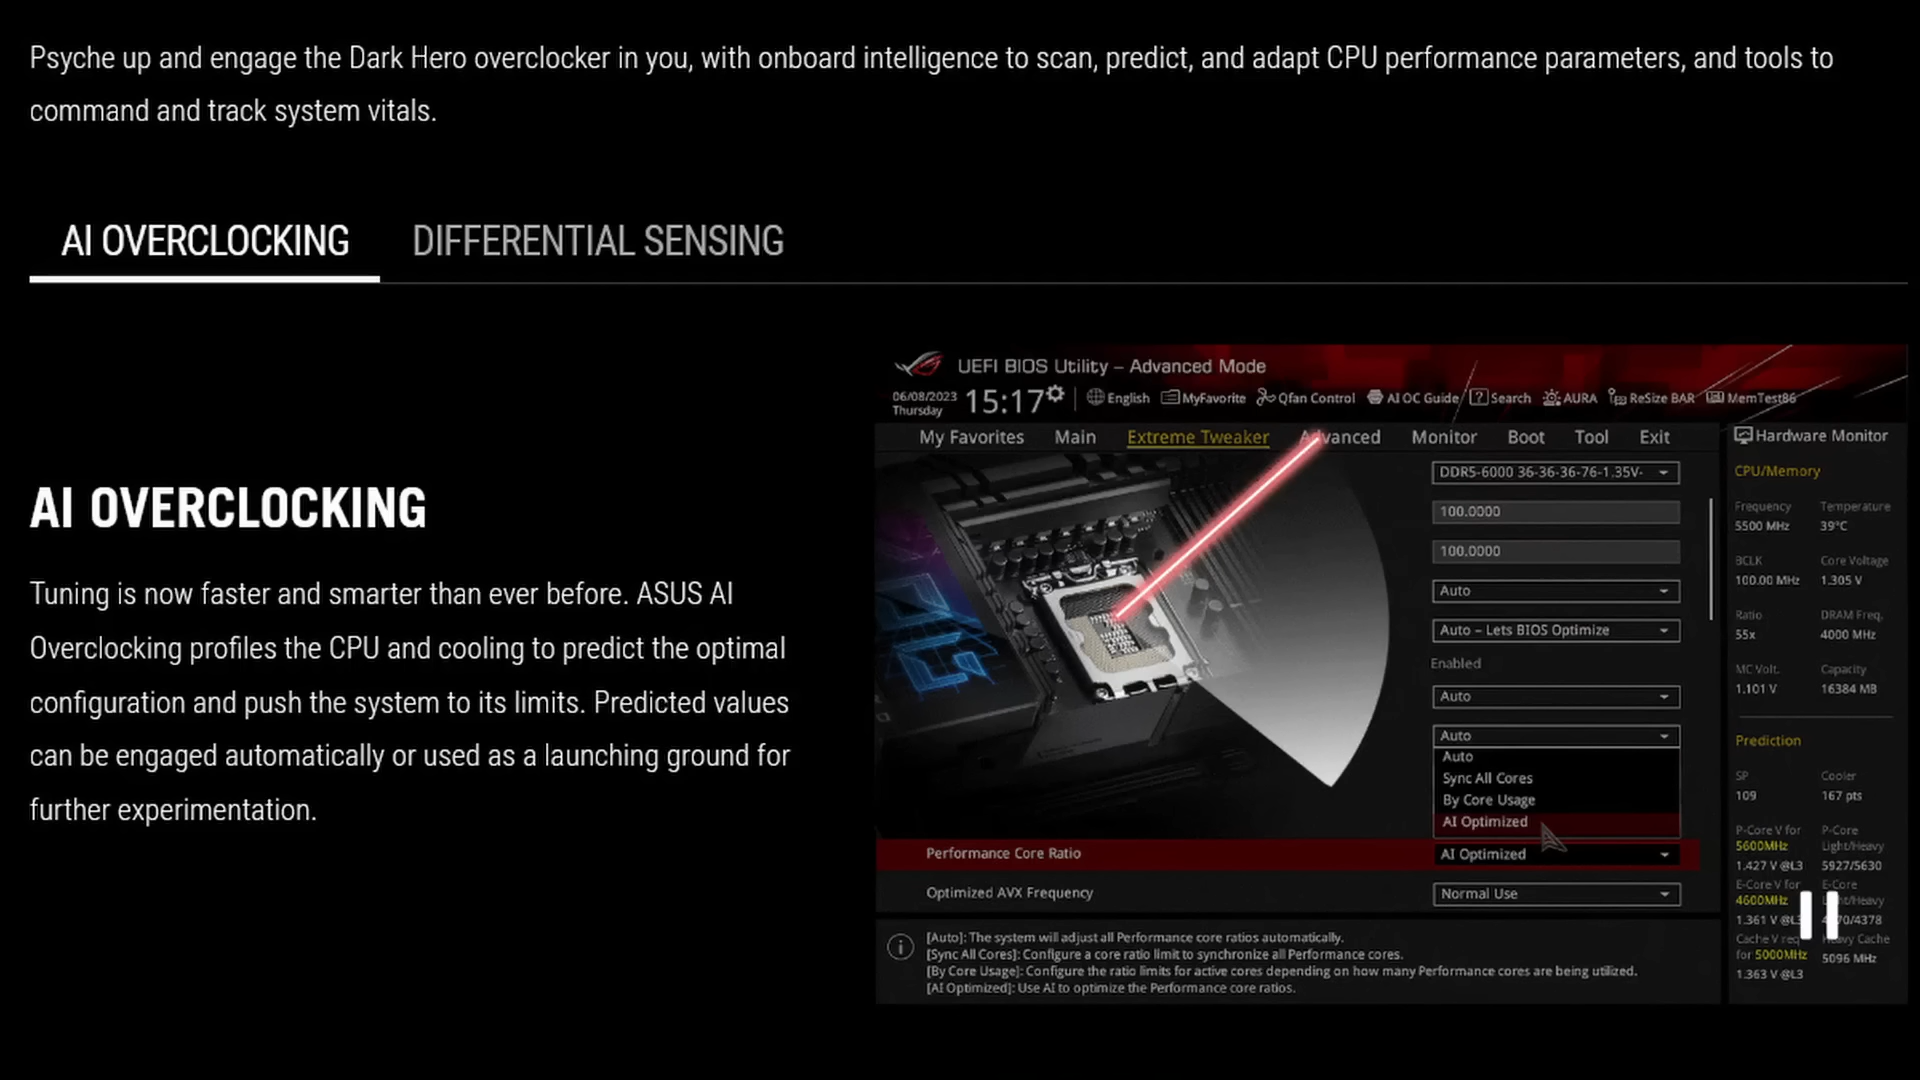 Psyche up and engage the Dark Hero overclocker in you, with onboard intelligence to scan, predict, and adapt CPU performance parameters, and tools to
command and track system vitals.
AI OVERCLOCKING
DIFFERENTIAL SENSING
AI OVERCLOCKING
Tuning is now faster and smarter than ever before. ASUS AI
Overclocking profiles the CPU and cooling to predict the optimal
configuration and push the system to its limits. Predicted values
can be engaged automatically or used as a launching ground for
further experimentation.
UEFI BIOS Utility – Advanced Mode
06/08/2023
Thursday
15:17
English
MyFavorite
Qfan Control
AI OC Guide
Search
AURA
ReSize BAR
MemTest86
My Favorites
Main
Extreme Tweaker
Advanced
Monitor
Boot
Tool
Exit
DDR5-6000 36-36-36-76-1.35V-
100.0000
100.0000
Auto
Auto – Lets BIOS Optimize
Enabled
Auto
Auto
Auto
Sync All Cores
By Core Usage
AI Optimized
Performance Core Ratio
AI Optimized
Optimized AVX Frequency
Normal Use
[Auto]: The system will adjust all Performance core ratios automatically.
[Sync All Cores]: Configure a core ratio limit to synchronize all Performance cores.
[By Core Usage]: Configure the ratio limits for active cores depending on how many Performance cores are being utilized.
[AI Optimized]: Use AI to optimize the Performance core ratios.
Hardware Monitor
CPU/Memory
Frequency Temperature
5500 MHz 39°C
BCLK Core Voltage
100.00 MHz 1.305 V
Ratio DRAM Freq.
55x 4000 MHz
MC Volt. Capacity
1.101 V 16384 MB
Prediction
SP Cooler
109 167 pts
P-Core V for P-Core
5600MHz Light/Heavy
1.427 V @L3 5927/5630
E-Core V for E-Core
4600MHz
1.361 V
Cache V req Heavy Cache
for 5000MHz 5096 MHz
1.363 V @L3